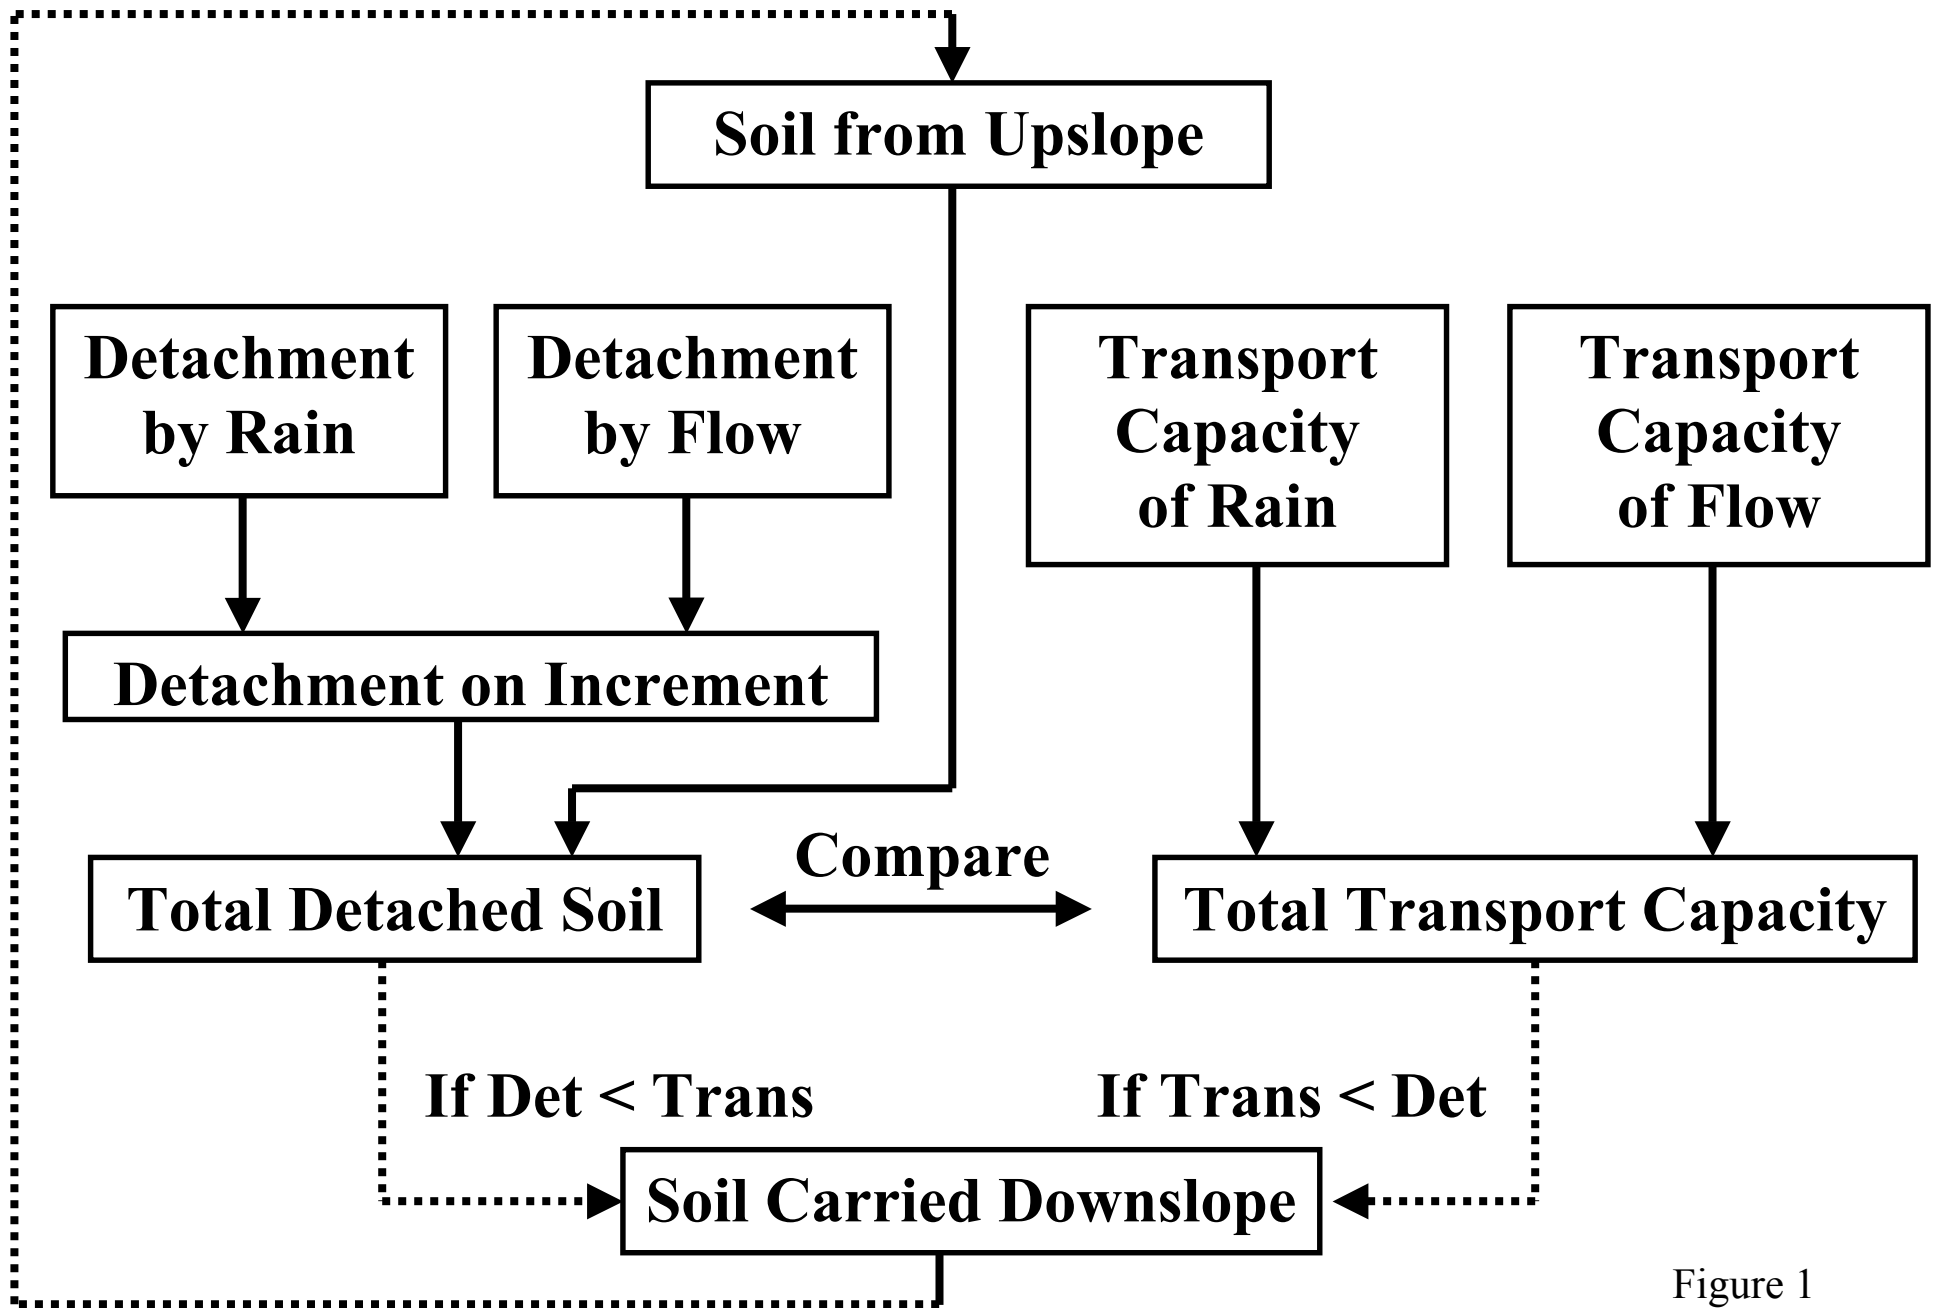 Soil from Upslope
Detachment
by Rain
Detachment
by Flow
Transport
Capacity
of Rain
Transport
Capacity
of Flow
Detachment on Increment
Compare
Total Detached Soil
Total Transport Capacity
If Det < Trans
If Trans < Det
Soil Carried Downslope
Figure 1